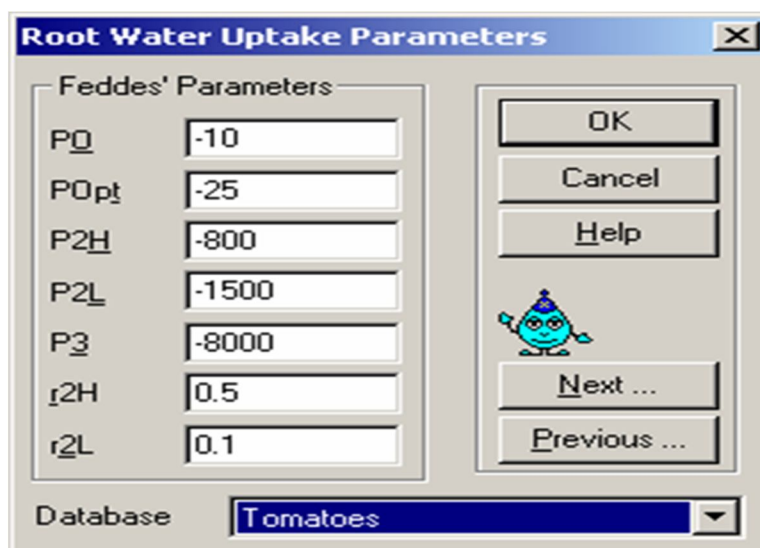 Root Water Uptake Parameters
Feddes' Parameters
P0 -10
POpt -25
P2H -800
P2L -1500
P3 -8000
r2H 0.5
r2L 0.1
OK
Cancel
Help
Next ...
Previous ...
Database Tomatoes